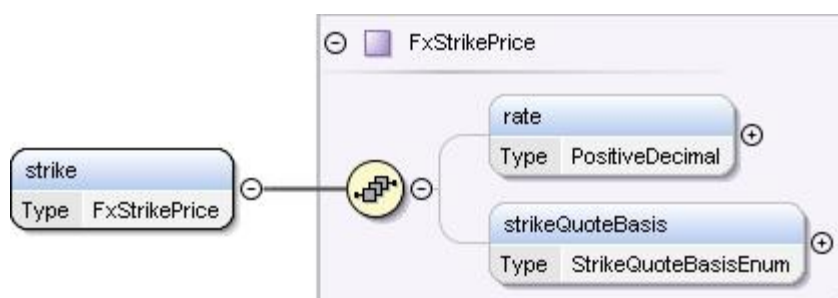 FxStrikePrice
rate
Type PositiveDecimal
strike
Type FxStrikePrice
strikeQuoteBasis
Type StrikeQuoteBasisEnum